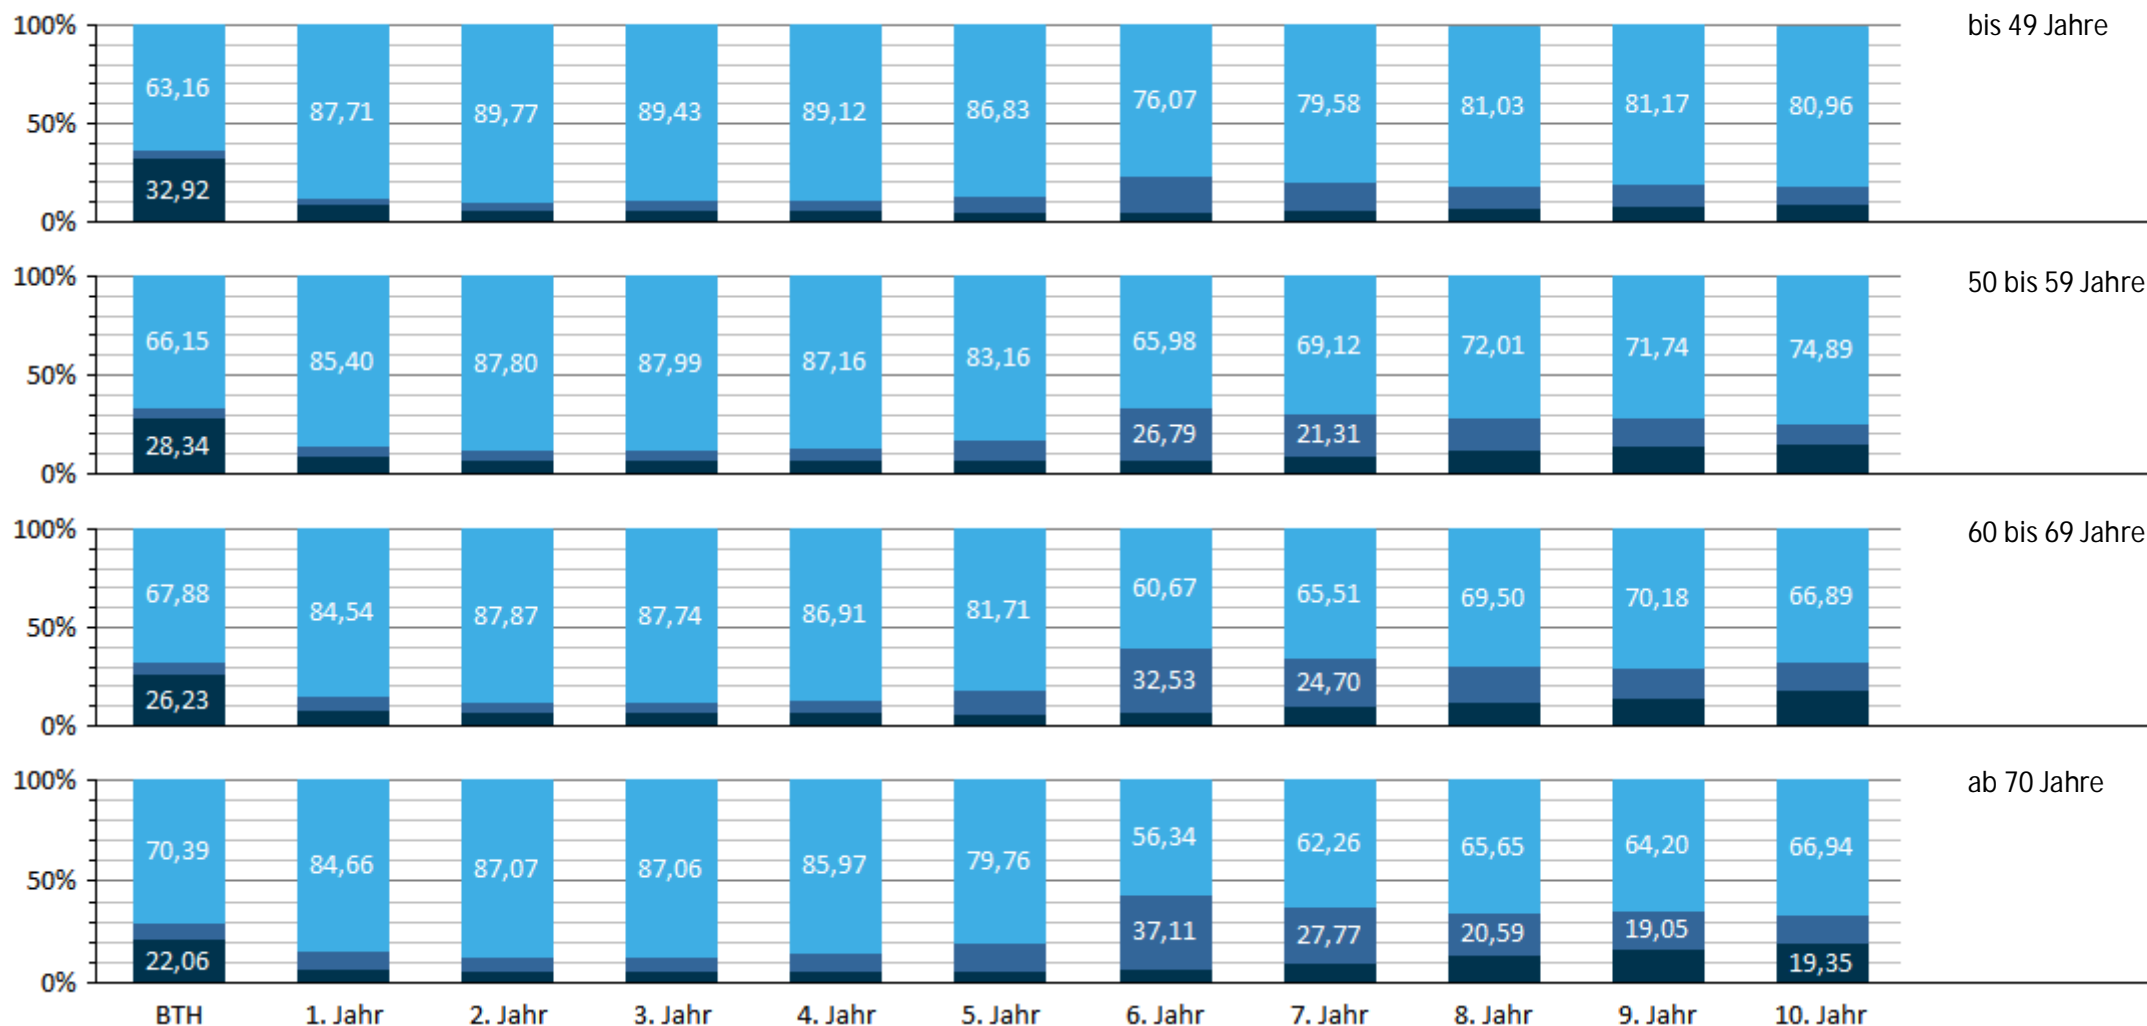 100% bis 49 Jahre
63,16 87,71 89,77 89,43 89,12 86,83 76,07 79,58 81,03 81,17 80,96
50%
32,92
0%
100% 50 bis 59 Jahre
66,15 85,40 87,80 87,99 87,16 83,16 65,98 69,12 72,01 71,74 74,89
50%
28,34 26,79 21,31
0%
100% 60 bis 69 Jahre
67,88 84,54 87,87 87,74 86,91 81,71 60,67 65,51 69,50 70,18 66,89
50%
26,23 32,53 24,70
0%
100% ab 70 Jahre
70,39 84,66 87,07 87,06 85,97 79,76 56,34 62,26 65,65 64,20 66,94
50%
22,06 37,11 27,77 20,59 19,05 19,35
0%
BTH 1. Jahr 2. Jahr 3. Jahr 4. Jahr 5. Jahr 6. Jahr 7. Jahr 8. Jahr 9. Jahr 10. Jahr